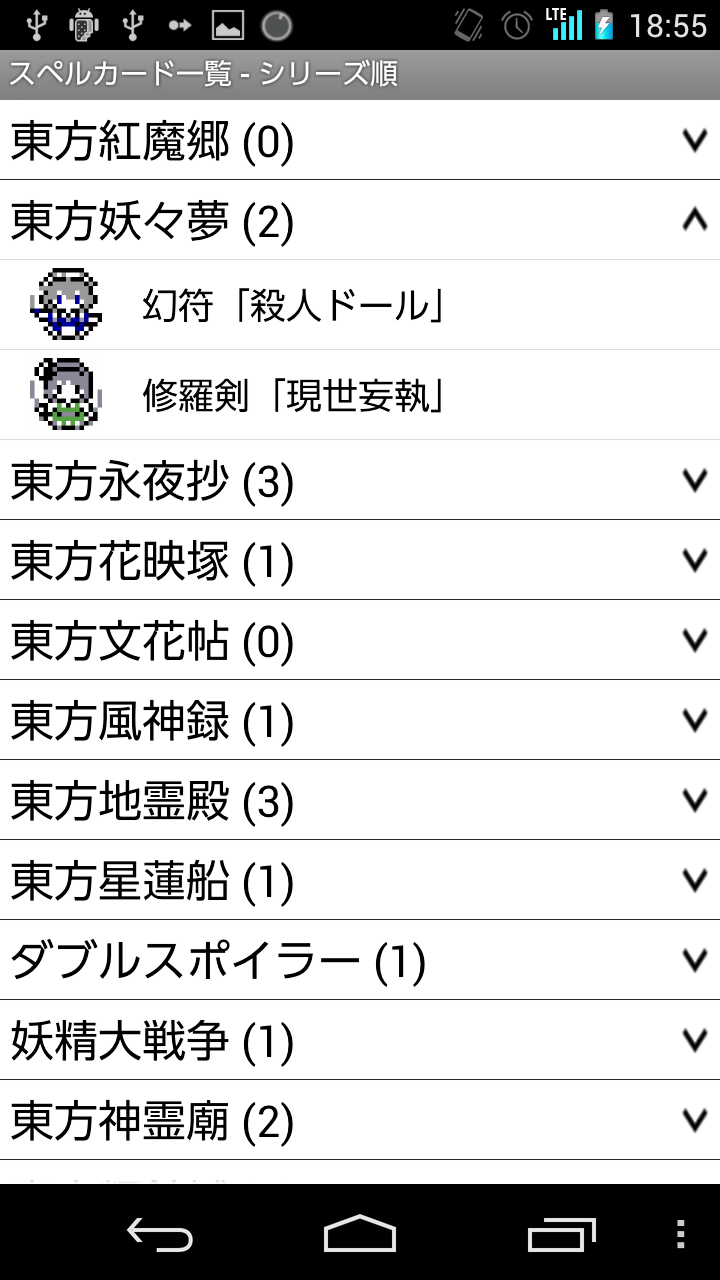 LTE 18:55
スペルカード一覧 - シリーズ順
東方紅魔郷 (0)
東方妖々夢 (2)
幻符「殺人ドール」
修羅剣「現世妄執」
東方永夜抄 (3)
東方花映塚 (1)
東方文花帖 (0)
東方風神録 (1)
東方地霊殿 (3)
東方星蓮船 (1)
ダブルスポイラー (1)
妖精大戦争 (1)
東方神霊廟 (2)